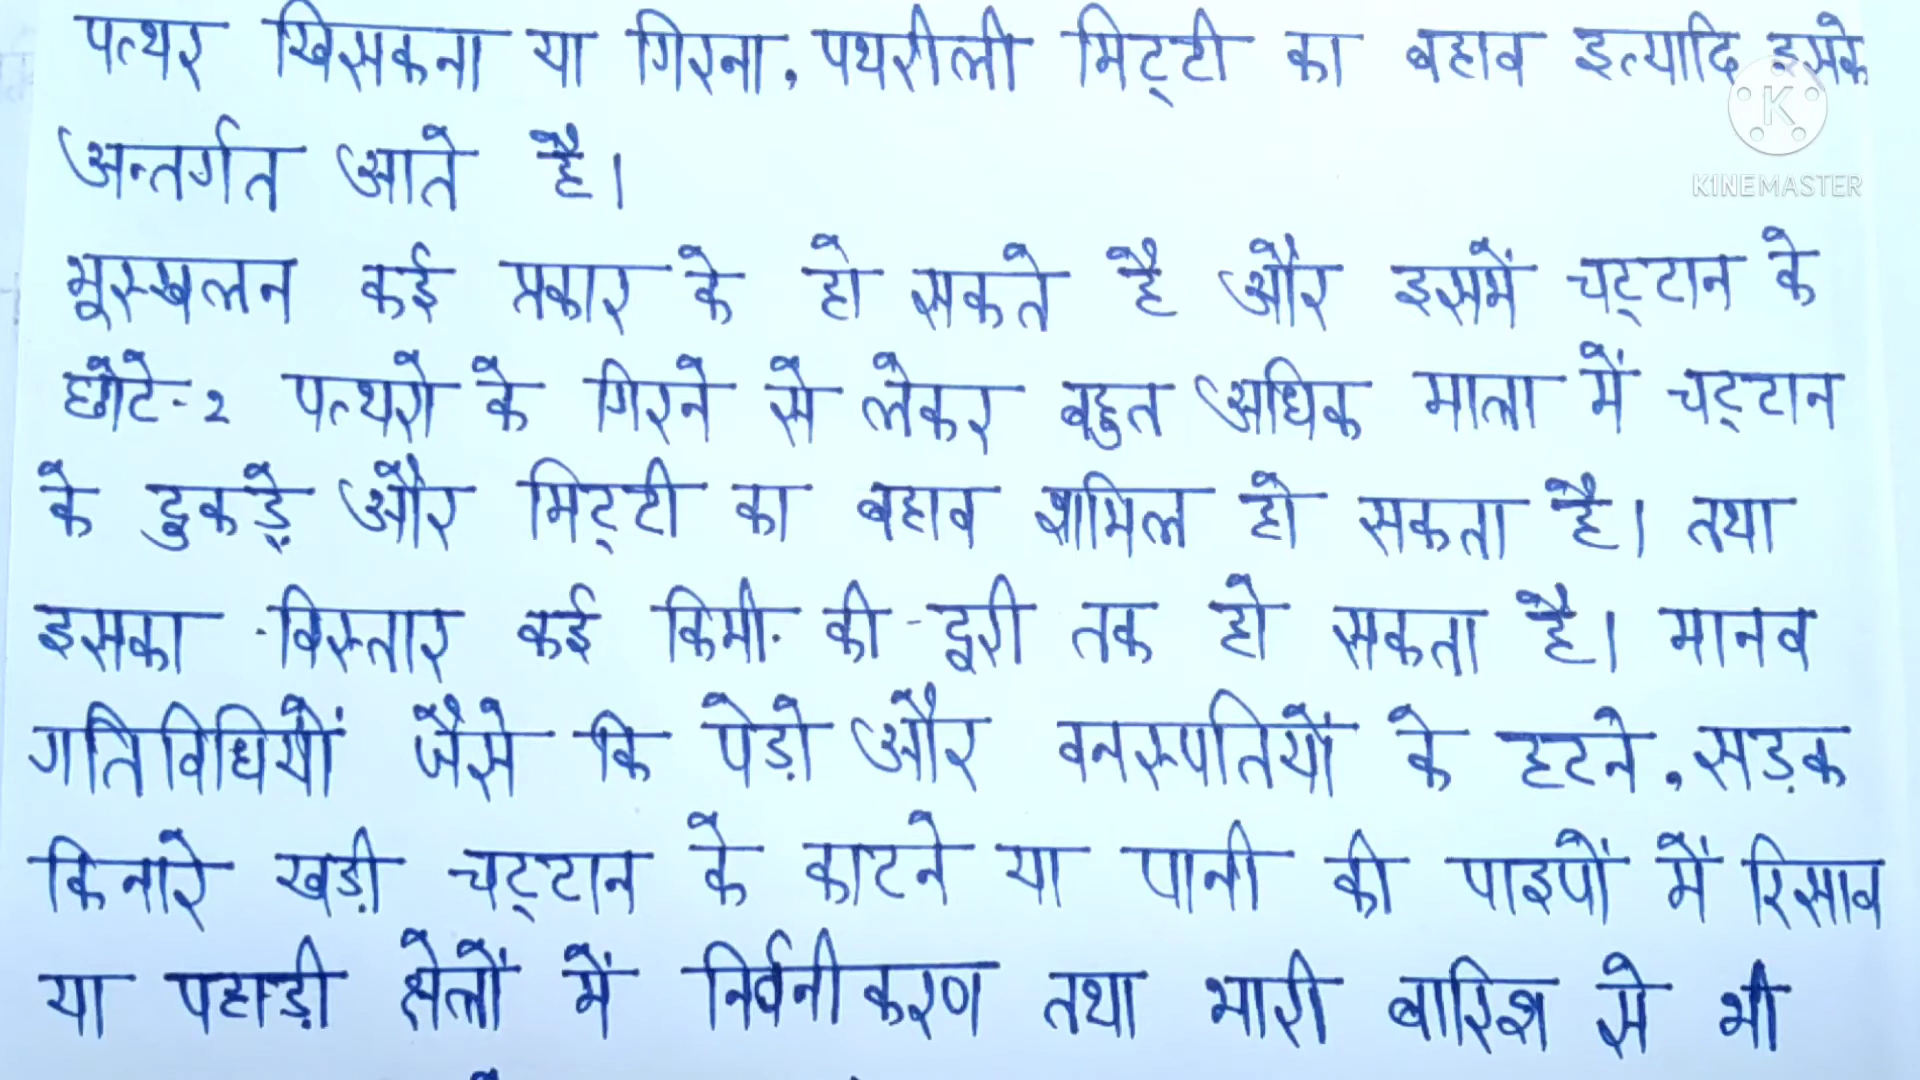 पत्थर खिसकना या गिरना, पथरीली मिट्टी का बहाव इत्यादि इसके
अन्तर्गत आते है।
भूस्खलन कई प्रकार के हो सकते है और इसमें चट्टान के
छोटे-२ पत्थरो के गिरने से लेकर बहुत अधिक मात्रा में चट्टान
के टुकड़े और मिट्टी का बहाव शामिल हो सकता है। तथा
इसका विस्तार कई किमी. की दूरी तक हो सकता है। मानव
गतिविधियों जैसे कि पेड़ो और वनस्पतियों के हटने, सड़क
किनारे खड़ी चट्टान के काटने या पानी की पाइपों में रिसाव
या पहाड़ी क्षेत्रों में निर्वनीकरण तथा भारी बारिश से भी
K
KINEMASTER